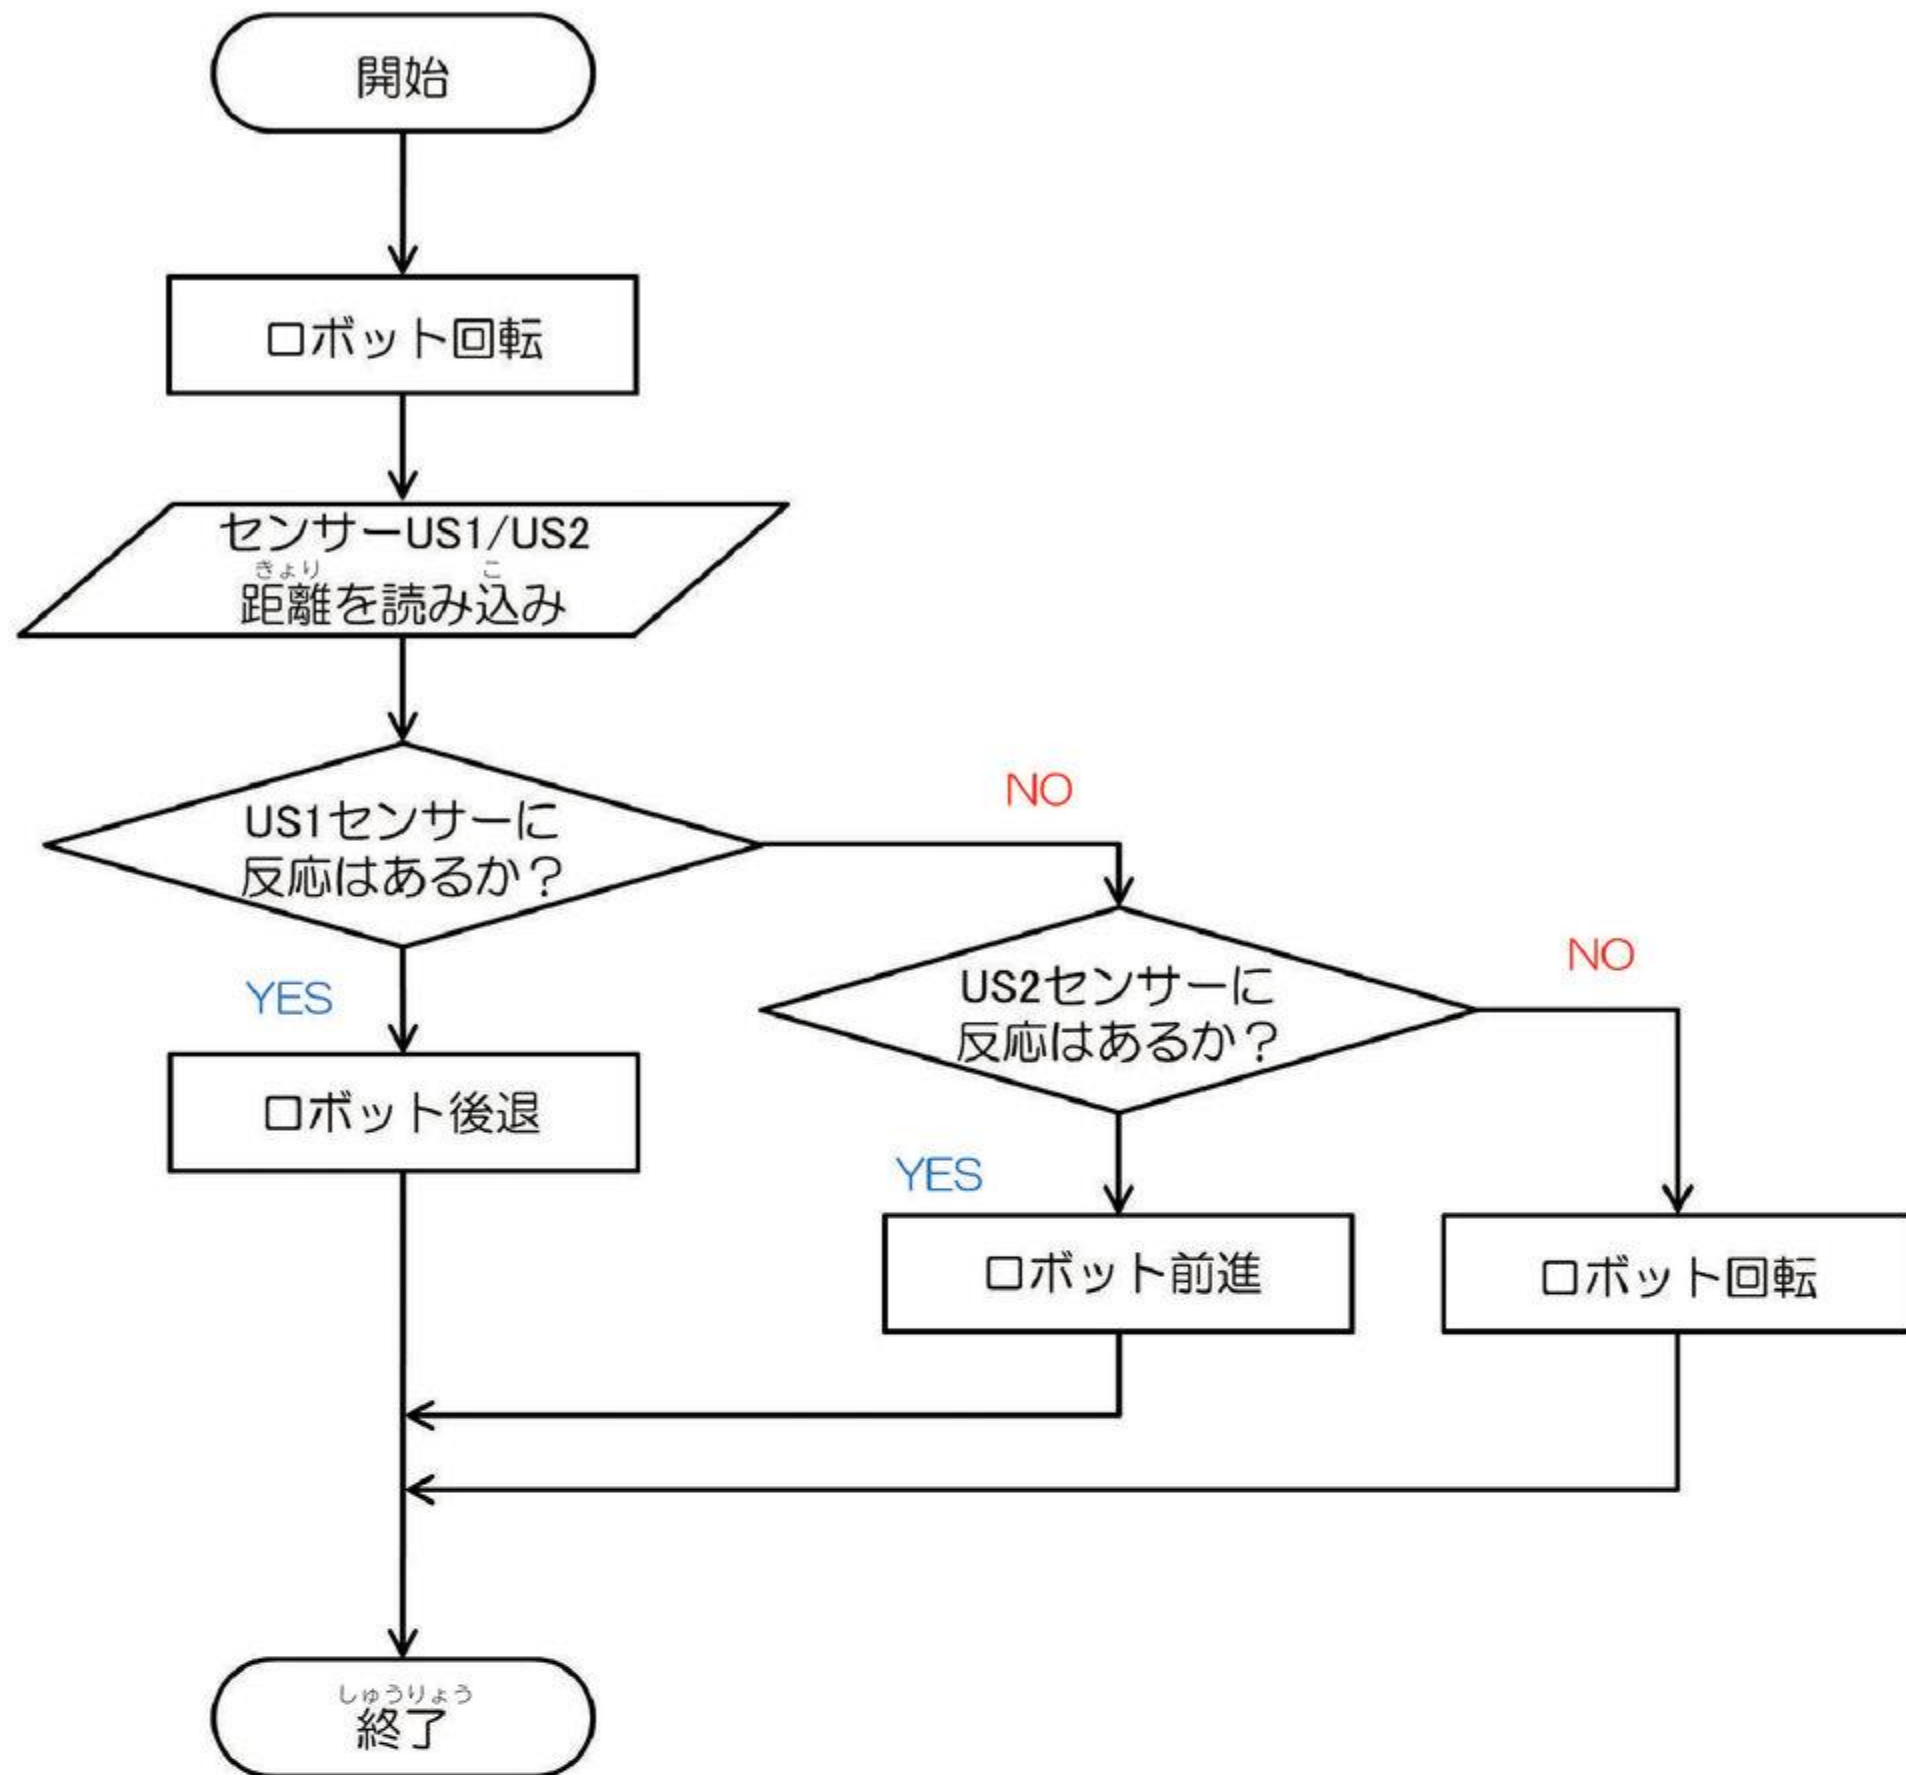 開始
ロボット回転
センサーUS1/US2
きょり こ
距離を読み込み
US1センサーに
反応はあるか？
NO
YES
US2センサーに
反応はあるか？
NO
ロボット後退
YES
ロボット前進
ロボット回転
しゅうりょう
終了